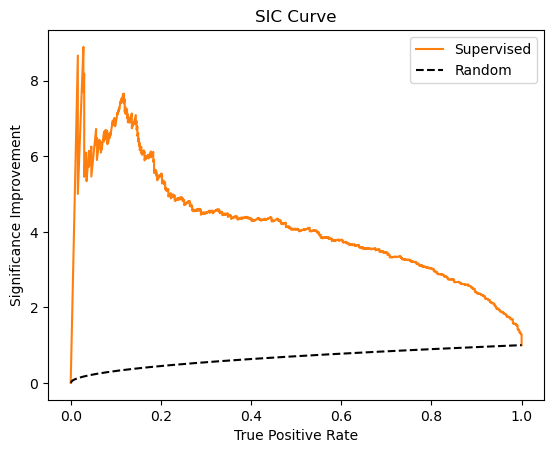 SIC Curve
Supervised
Random
Significance Improvement
8
6
4
2
0
0.0 0.2 0.4 0.6 0.8 1.0
True Positive Rate